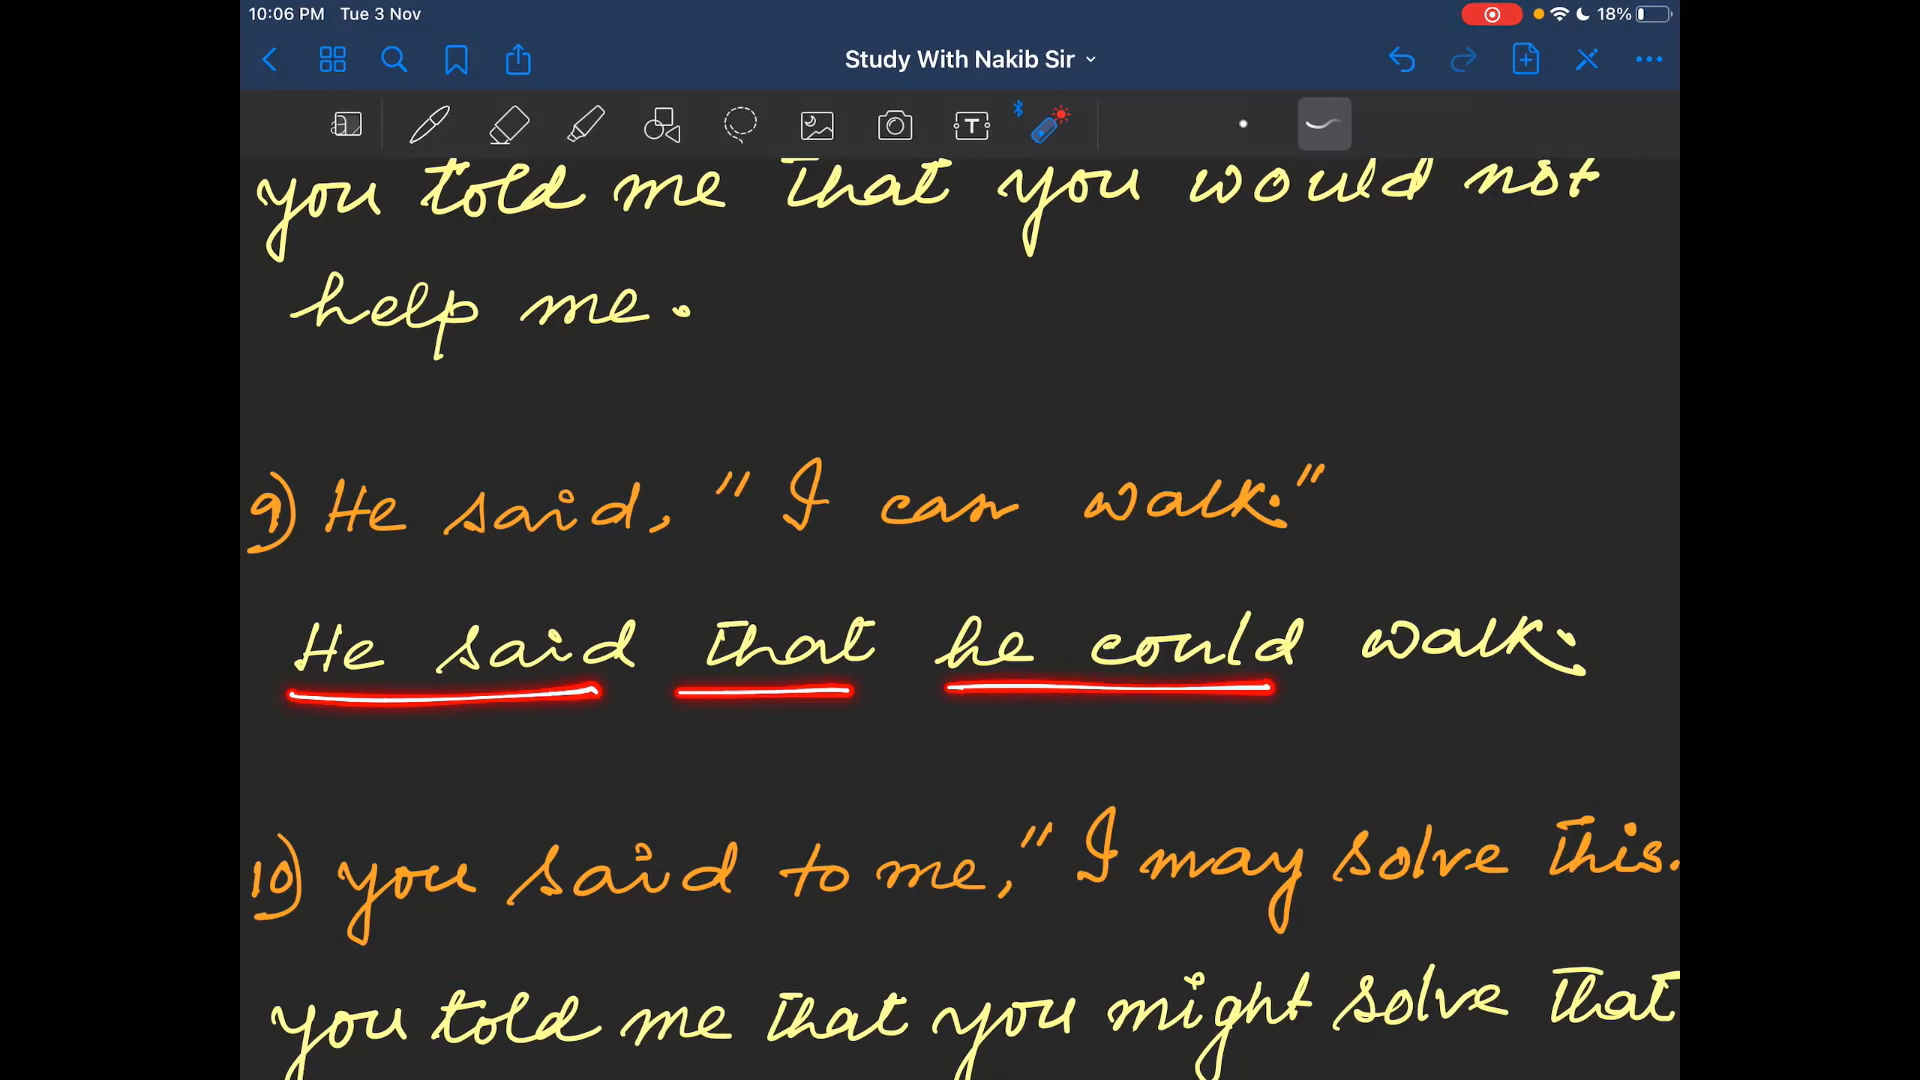 10:06 PM Tue 3 Nov
18%
Study With Nakib Sir
you told me that you would not
help me.
9) He said, "I can walk."
He said that he could walk.
10) you said to me, "I may solve this.
you told me that you might solve that